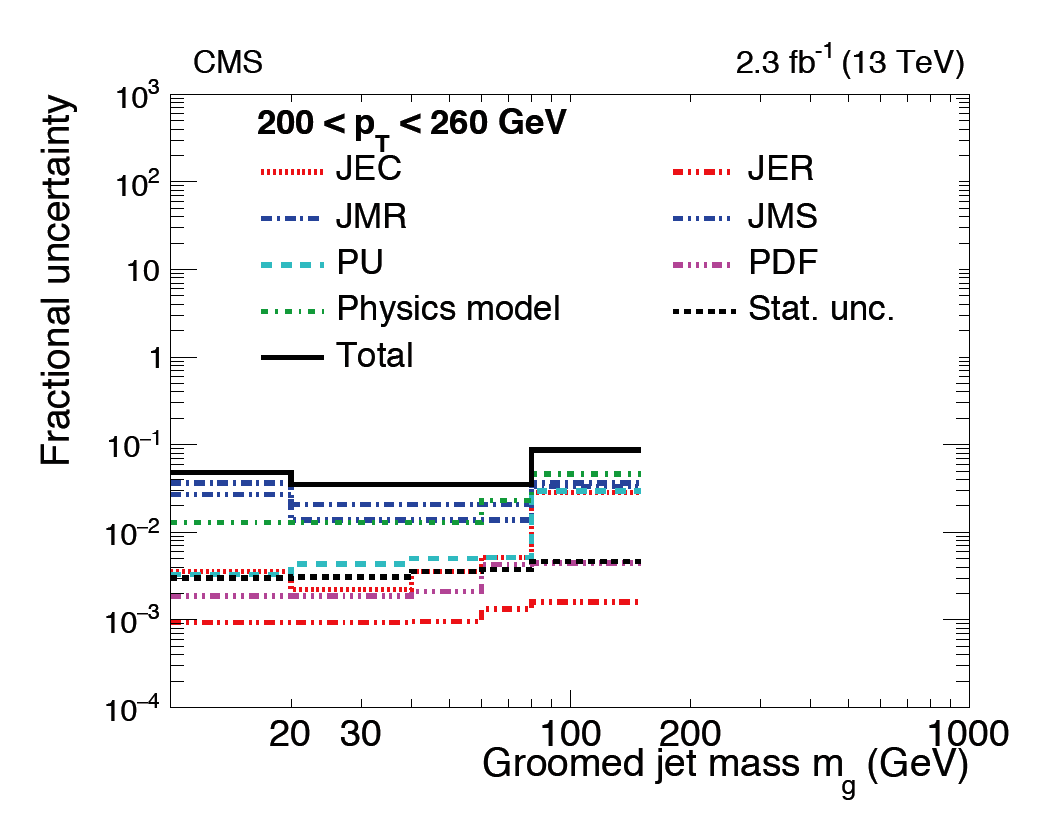 CMS 2.3 fb⁻¹ (13 TeV)
Fractional uncertainty
10³
10²
10
1
10⁻¹
10⁻²
10⁻³
10⁻⁴
200 < p_T < 260 GeV
JEC JER
JMR JMS
PU PDF
Physics model Stat. unc.
Total
20 30 100 200 1000
Groomed jet mass m_g (GeV)